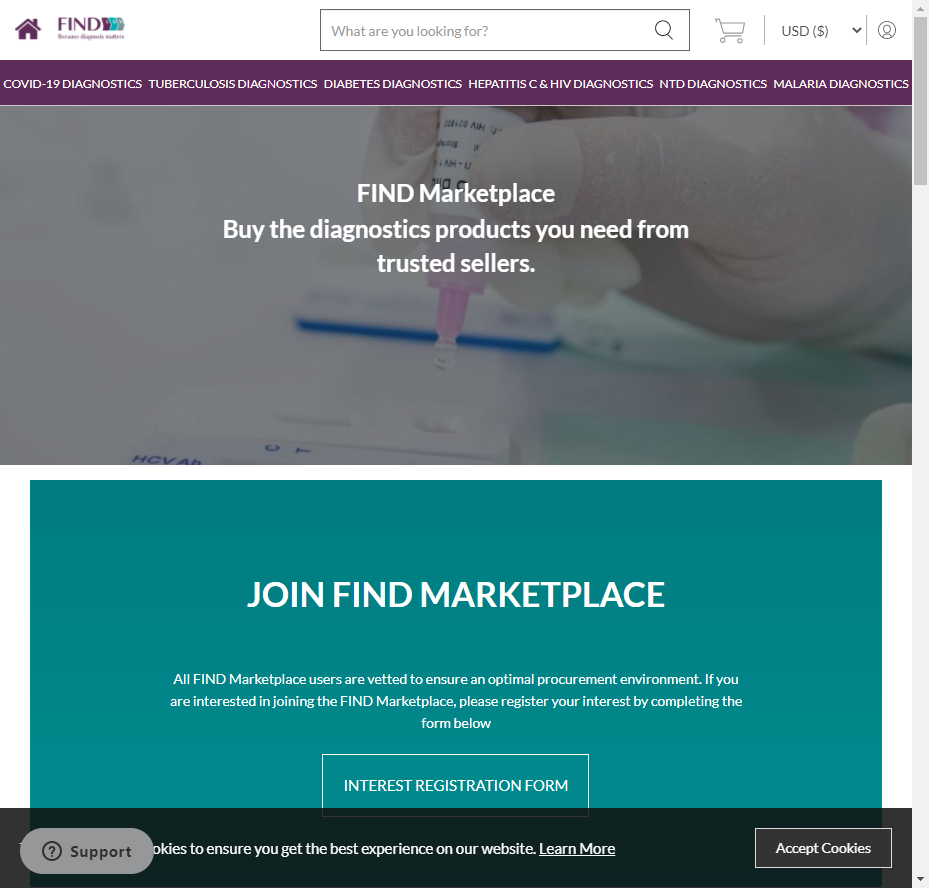 FIND
Because diagnosis matters
What are you looking for?
USD ($)
COVID-19 DIAGNOSTICS TUBERCULOSIS DIAGNOSTICS DIABETES DIAGNOSTICS HEPATITIS C & HIV DIAGNOSTICS NTD DIAGNOSTICS MALARIA DIAGNOSTICS
FIND Marketplace
Buy the diagnostics products you need from
trusted sellers.
C T
JOIN FIND MARKETPLACE
All FIND Marketplace users are vetted to ensure an optimal procurement environment. If you
are interested in joining the FIND Marketplace, please register your interest by completing the
form below
INTEREST REGISTRATION FORM
Support
to ensure you get the best experience on our website. Learn More
Accept Cookies